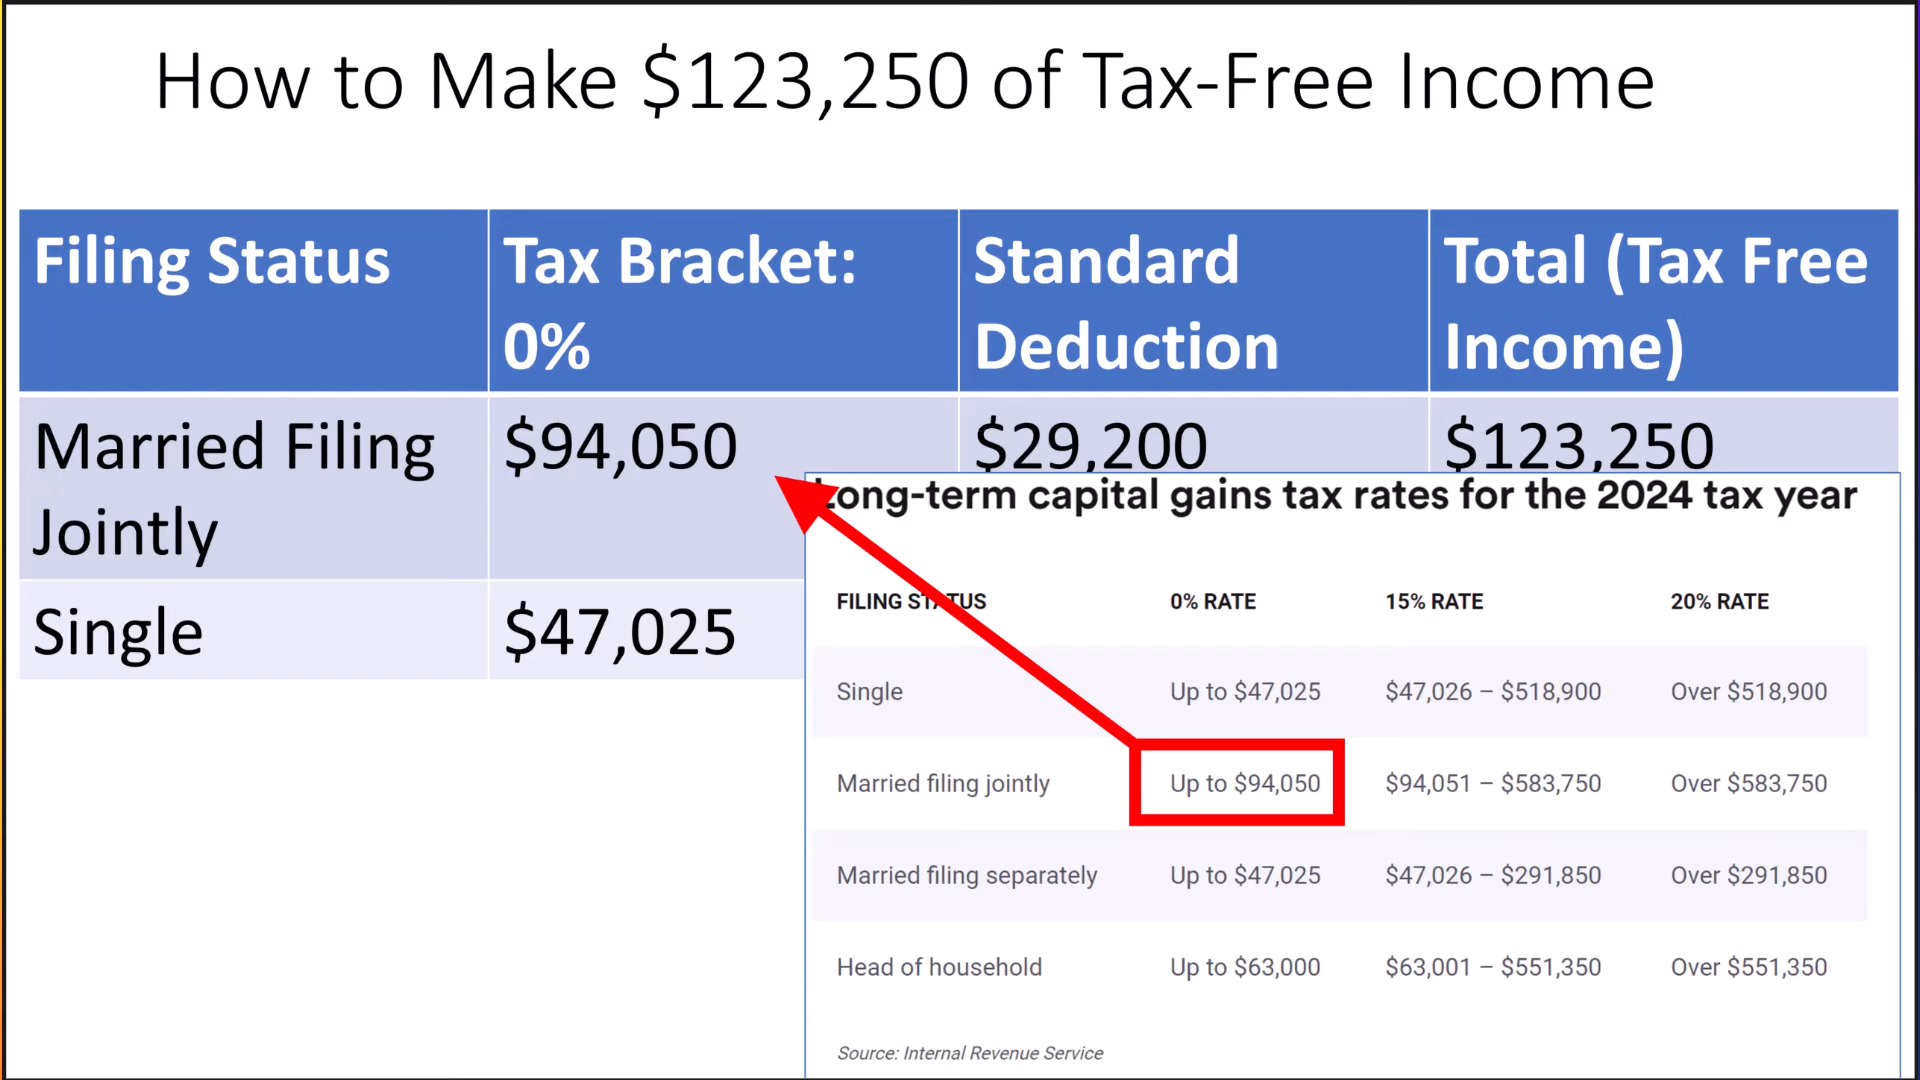 How to Make $123,250 of Tax-Free Income
Filing Status
Tax Bracket:
0%
Standard
Deduction
Total (Tax Free
Income)
Married Filing
Jointly
$94,050
$29,200
$123,250
Single
$47,025
Long-term capital gains tax rates for the 2024 tax year
FILING STATUS 0% RATE 15% RATE 20% RATE
Single Up to $47,025 $47,026 – $518,900 Over $518,900
Married filing jointly Up to $94,050 $94,051 – $583,750 Over $583,750
Married filing separately Up to $47,025 $47,026 – $291,850 Over $291,850
Head of household Up to $63,000 $63,001 – $551,350 Over $551,350
Source: Internal Revenue Service